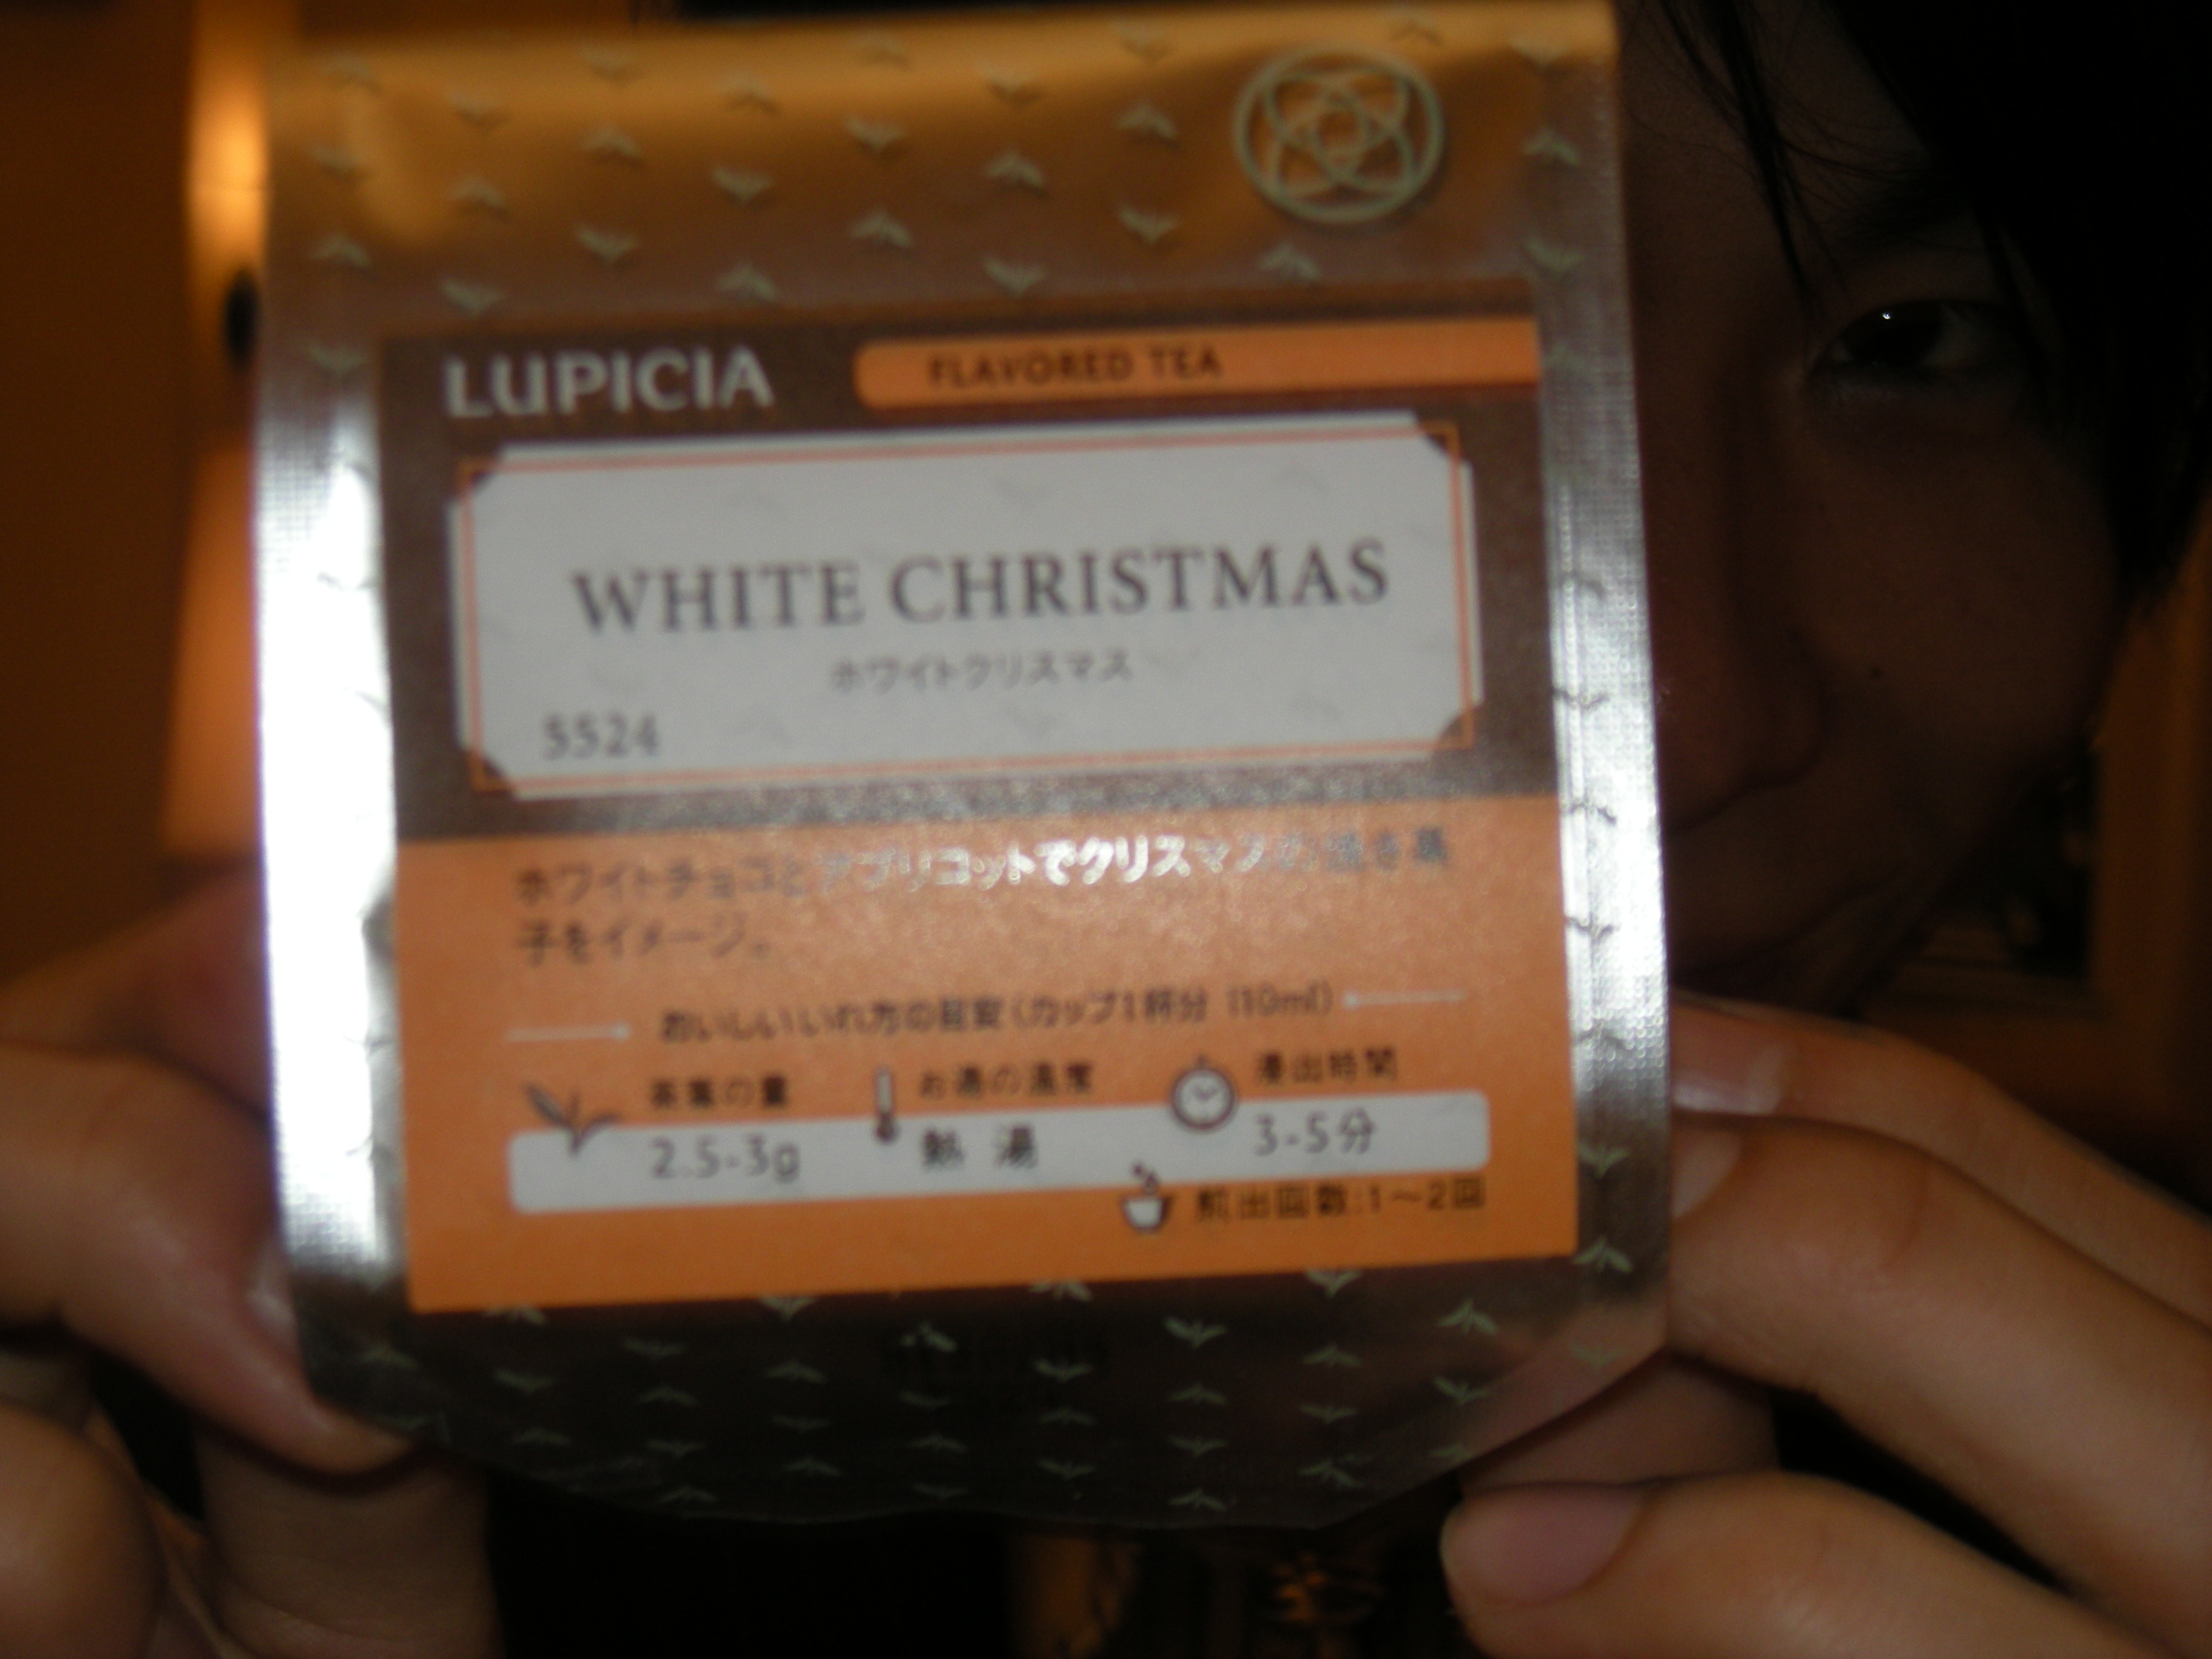 LUPICIA FLAVORED TEA
WHITE CHRISTMAS
ホワイトクリスマス
5524
ホワイトチョコとアプリコットでクリスマスの焼き菓
子をイメージ。
おいしいいれ方の目安(カップ1杯分 110ml)
茶葉の量 お湯の温度 浸出時間
2.5-3g 熱湯 3-5分
煎出回数:1～2回